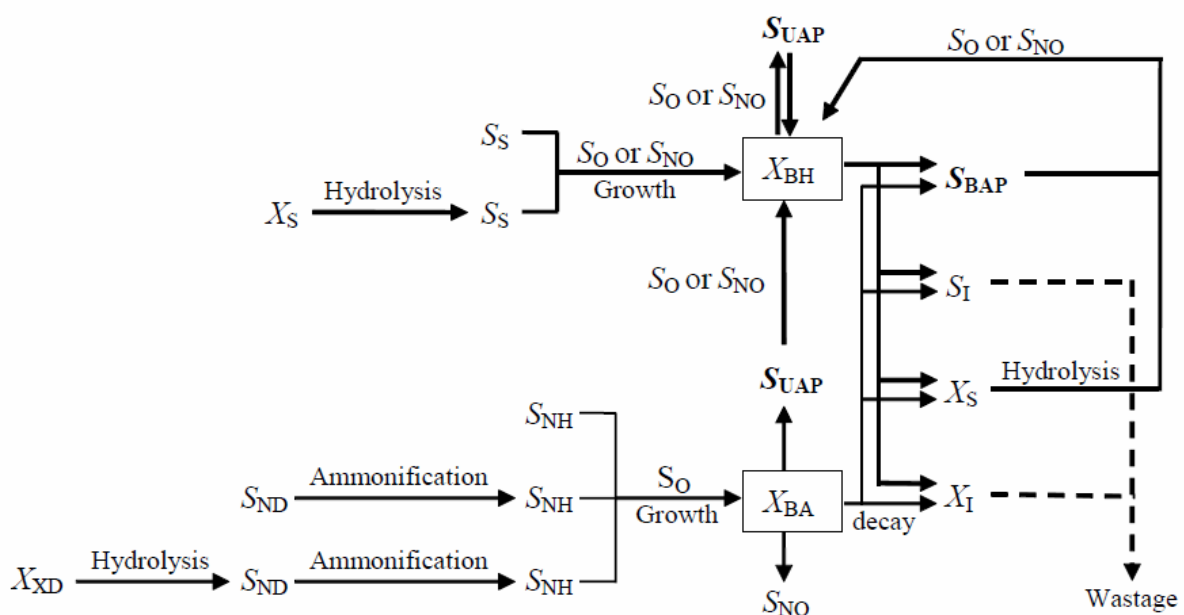 S_UAP
S_O or S_NO
S_O or S_NO
S_S
S_O or S_NO
Growth
X_BH
S_BAP
Hydrolysis
X_S
S_S
S_O or S_NO
S_I
S_UAP
X_S
Hydrolysis
S_NH
S_ND
Ammonification
S_NH
S_O
Growth
X_BA
decay
X_I
X_XD
Hydrolysis
S_ND
Ammonification
S_NH
S_NO
Wastage